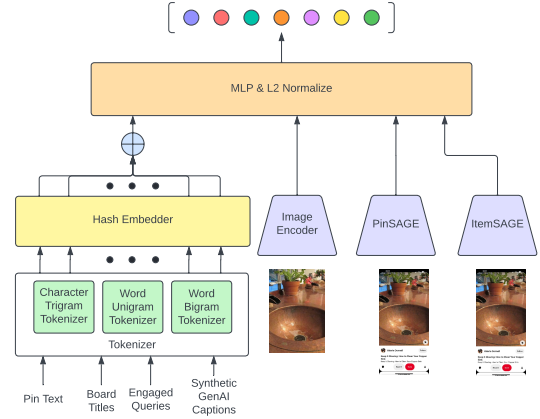 MLP & L2 Normalize
Hash Embedder
Image
Encoder
PinSAGE
ItemSAGE
Character
Trigram
Tokenizer
Word
Unigram
Tokenizer
Word
Bigram
Tokenizer
Tokenizer
Pin Text
Board
Titles
Engaged
Queries
Synthetic
GenAI
Captions